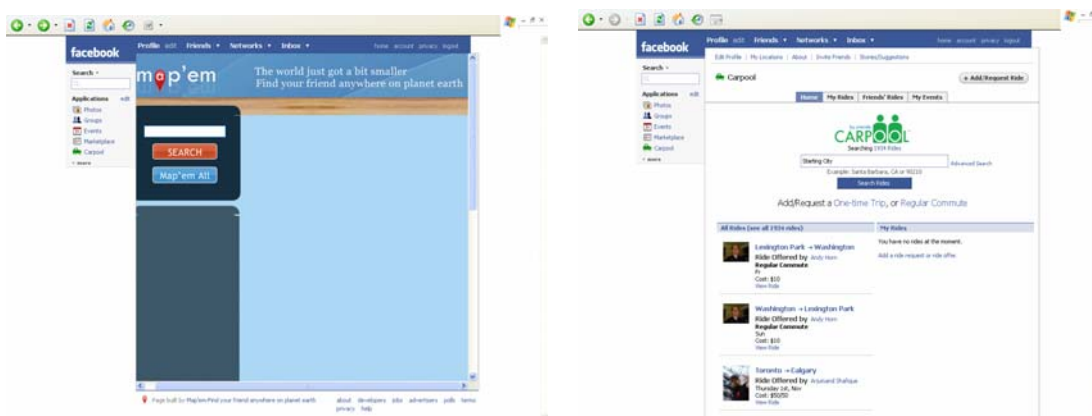 facebook
Profile edit Friends ▾ Networks ▾ Inbox ▾ home account privacy logout
Search ▾
Applications edit
Photos
Groups
Events
Marketplace
Carpool
▾ more
map'em
The world just got a bit smaller
Find your friend anywhere on planet earth
SEARCH
Map'em All
Page built by Map'em-Find your friend anywhere on planet earth
about developers jobs advertisers polls terms
privacy help
facebook
Profile edit Friends ▾ Networks ▾ Inbox ▾ home account privacy logout
Search ▾
Applications edit
Photos
Groups
Events
Marketplace
Carpool
▾ more
Edit Profile | My Locations | About | Invite Friends | Stories/Suggestions
Carpool
+ Add/Request Ride
Home My Rides Friends' Rides My Events
CARPOOL
Searching 1934 Rides
Starting City
Advanced Search
Example: Santa Barbara, CA or 90210
Search Rides
Add/Request a One-time Trip, or Regular Commute
All Rides (see all 1934 rides)
My Rides
You have no rides at the moment.
Add a ride request or ride offer.
Lexington Park → Washington
Ride Offered by Andy Horn
Regular Commute
Fr
Cost: $10
View Ride
Washington → Lexington Park
Ride Offered by Andy Horn
Regular Commute
Sun
Cost: $10
View Ride
Toronto → Calgary
Ride Offered by Arjumand Shafique
Thursday 1st, Nov
Cost: $50/50
View Ride